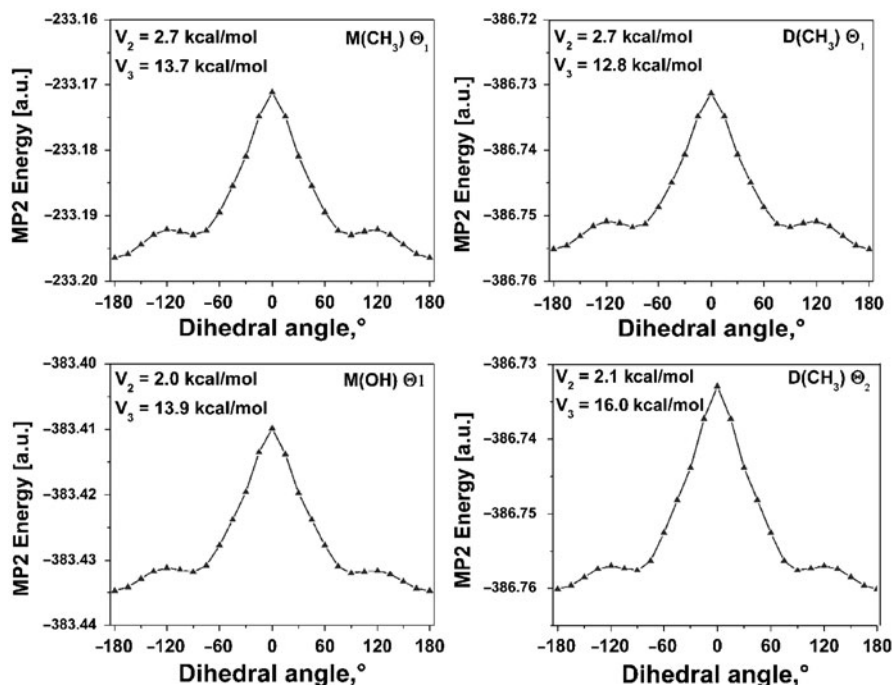 V2 = 2.7 kcal/mol
V3 = 13.7 kcal/mol
M(CH3) Θ1
MP2 Energy [a.u.]
−233.16
−233.17
−233.18
−233.19
−233.20
−180 −120 −60 0 60 120 180
Dihedral angle,°
V2 = 2.7 kcal/mol
V3 = 12.8 kcal/mol
D(CH3) Θ1
MP2 Energy [a.u.]
−386.72
−386.73
−386.74
−386.75
−386.76
−180 −120 −60 0 60 120 180
Dihedral angle,°
V2 = 2.0 kcal/mol
V3 = 13.9 kcal/mol
M(OH) Θ1
MP2 Energy [a.u.]
−383.40
−383.41
−383.42
−383.43
−383.44
−180 −120 −60 0 60 120 180
Dihedral angle,°
V2 = 2.1 kcal/mol
V3 = 16.0 kcal/mol
D(CH3) Θ2
MP2 Energy [a.u.]
−386.73
−386.74
−386.75
−386.76
−180 −120 −60 0 60 120 180
Dihedral angle,°